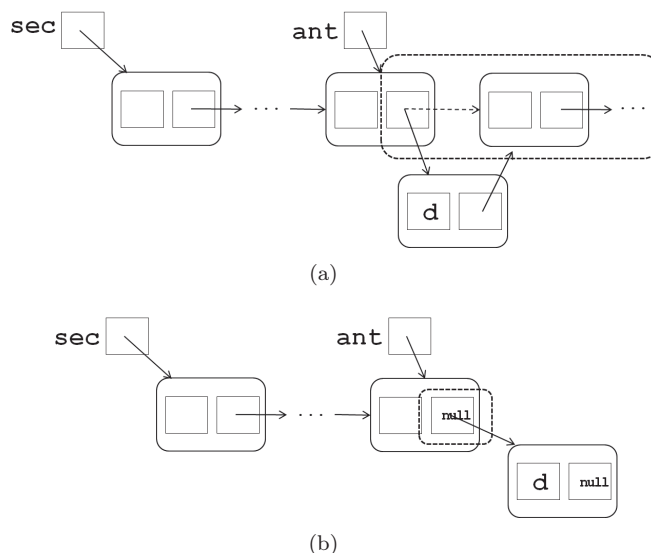 sec ant
· · · · · ·
d
(a)
sec ant
· · · null
d null
(b)